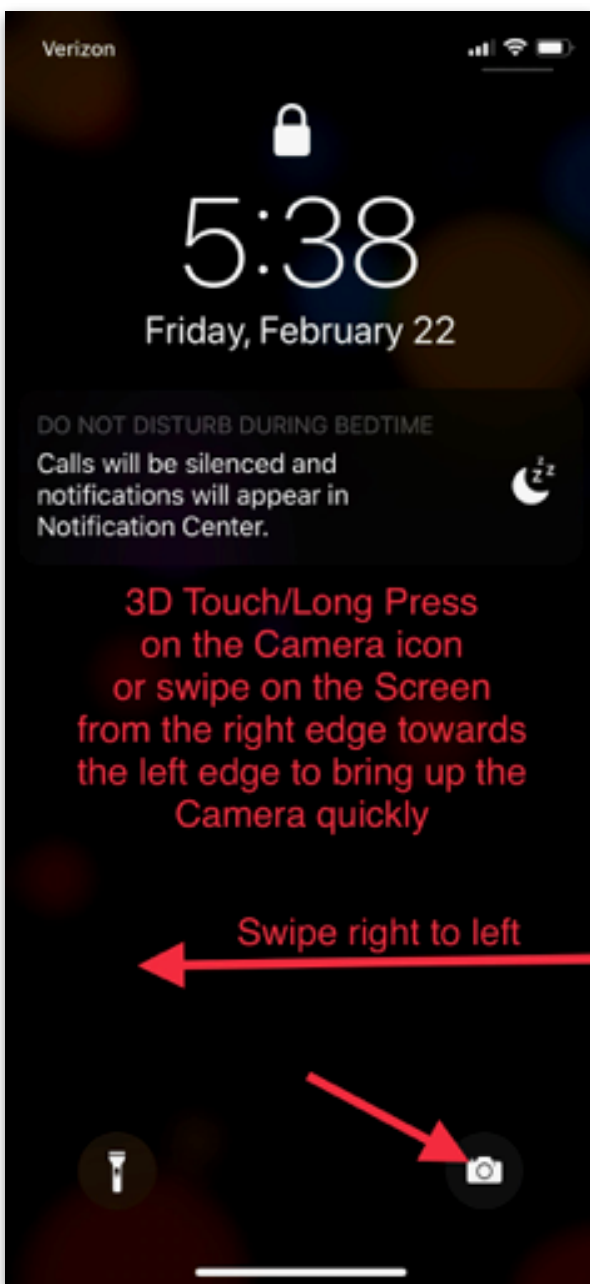 Verizon
5:38
Friday, February 22
DO NOT DISTURB DURING BEDTIME
Calls will be silenced and
notifications will appear in
Notification Center.
3D Touch/Long Press
on the Camera icon
or swipe on the Screen
from the right edge towards
the left edge to bring up the
Camera quickly
Swipe right to left